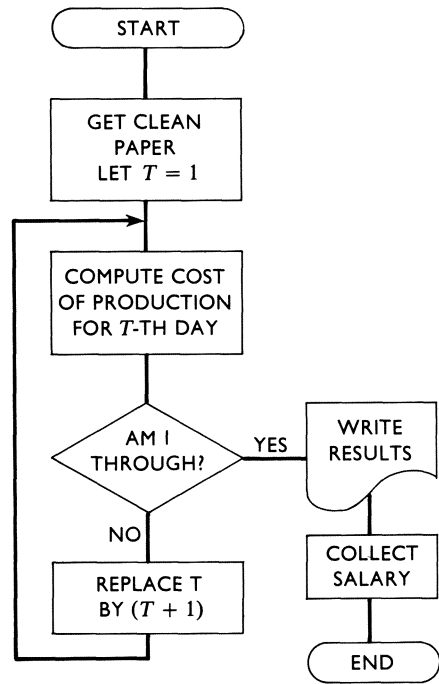 START
GET CLEAN
PAPER
LET T = 1
COMPUTE COST
OF PRODUCTION
FOR T-TH DAY
AM I
THROUGH?
YES
WRITE
RESULTS
NO
COLLECT
SALARY
REPLACE T
BY (T + 1)
END